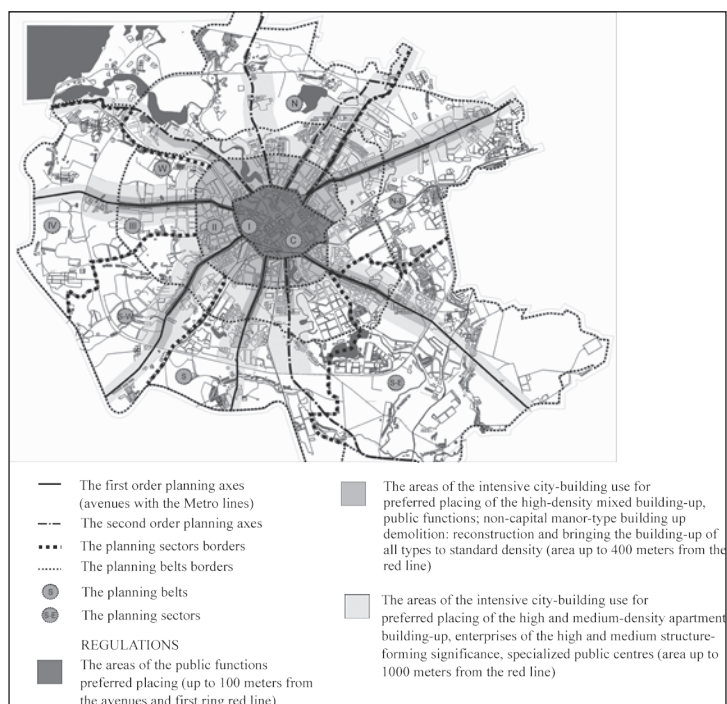 N
W
N-E
IV
III
II
I
C
S-W
S
S-E
The first order planning axes
(avenues with the Metro lines)
The second order planning axes
The planning sectors borders
The planning belts borders
S
The planning belts
S-E
The planning sectors
REGULATIONS
The areas of the public functions
preferred placing (up to 100 meters from
the avenues and first ring red line)
The areas of the intensive city-building use for
preferred placing of the high-density mixed building-up,
public functions; non-capital manor-type building up
demolition: reconstruction and bringing the building-up of
all types to standard density (area up to 400 meters from the
red line)
The areas of the intensive city-building use for
preferred placing of the high and medium-density apartment
building-up, enterprises of the high and medium structure-
forming significance, specialized public centres (area up to
1000 meters from the red line)